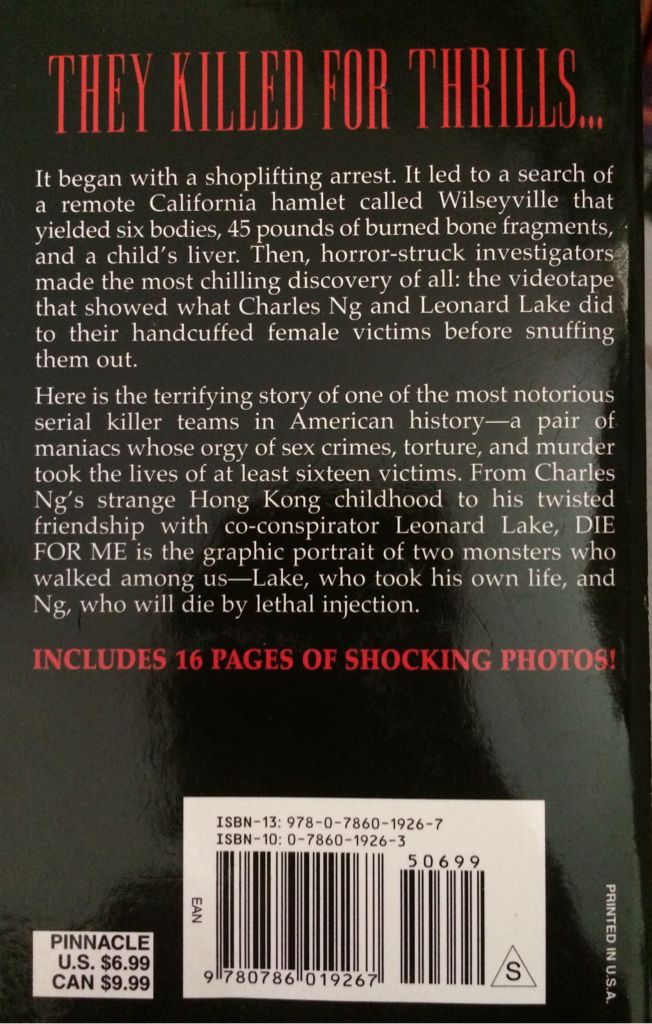 THEY KILLED FOR THRILLS...
It began with a shoplifting arrest. It led to a search of
a remote California hamlet called Wilseyville that
yielded six bodies, 45 pounds of burned bone fragments,
and a child's liver. Then, horror-struck investigators
made the most chilling discovery of all: the videotape
that showed what Charles Ng and Leonard Lake did
to their handcuffed female victims before snuffing
them out.
Here is the terrifying story of one of the most notorious
serial killer teams in American history—a pair of
maniacs whose orgy of sex crimes, torture, and murder
took the lives of at least sixteen victims. From Charles
Ng's strange Hong Kong childhood to his twisted
friendship with co-conspirator Leonard Lake, DIE
FOR ME is the graphic portrait of two monsters who
walked among us—Lake, who took his own life, and
Ng, who will die by lethal injection.
INCLUDES 16 PAGES OF SHOCKING PHOTOS!
ISBN-13: 978-0-7860-1926-7
ISBN-10: 0-7860-1926-3
50699
EAN
9 780786 019267
S
PINNACLE
U.S. $6.99
CAN $9.99
PRINTED IN U.S.A.